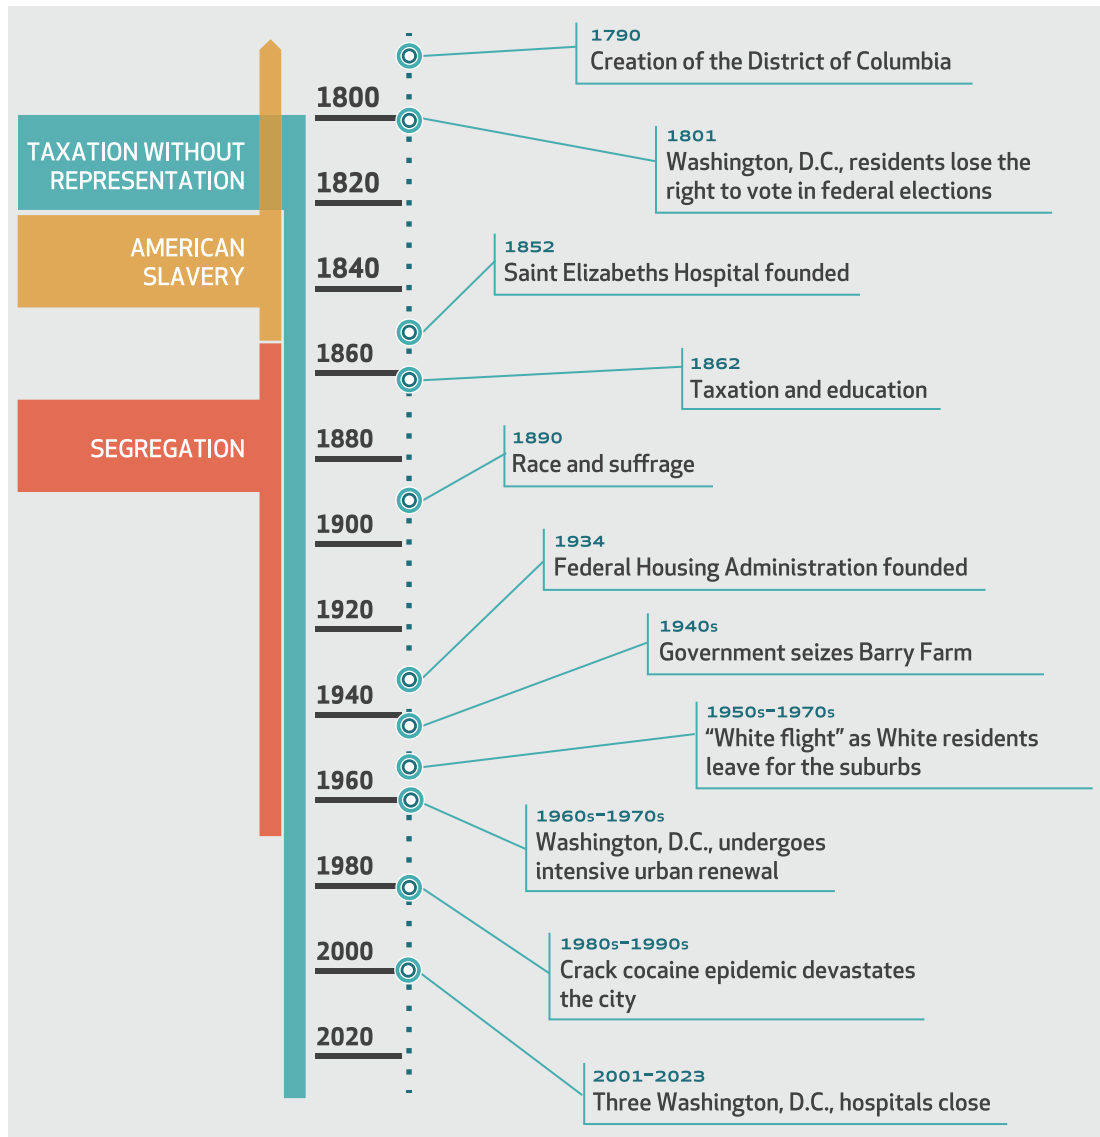 1790
Creation of the District of Columbia
1800
1801
Washington, D.C., residents lose the
right to vote in federal elections
TAXATION WITHOUT
REPRESENTATION
1820
AMERICAN
SLAVERY
1840
1852
Saint Elizabeths Hospital founded
1860
1862
Taxation and education
SEGREGATION
1880
1890
Race and suffrage
1900
1934
Federal Housing Administration founded
1920
1940s
Government seizes Barry Farm
1940
1950s–1970s
“White flight” as White residents
leave for the suburbs
1960
1960s–1970s
Washington, D.C., undergoes
intensive urban renewal
1980
1980s–1990s
Crack cocaine epidemic devastates
the city
2000
2020
2001–2023
Three Washington, D.C., hospitals close